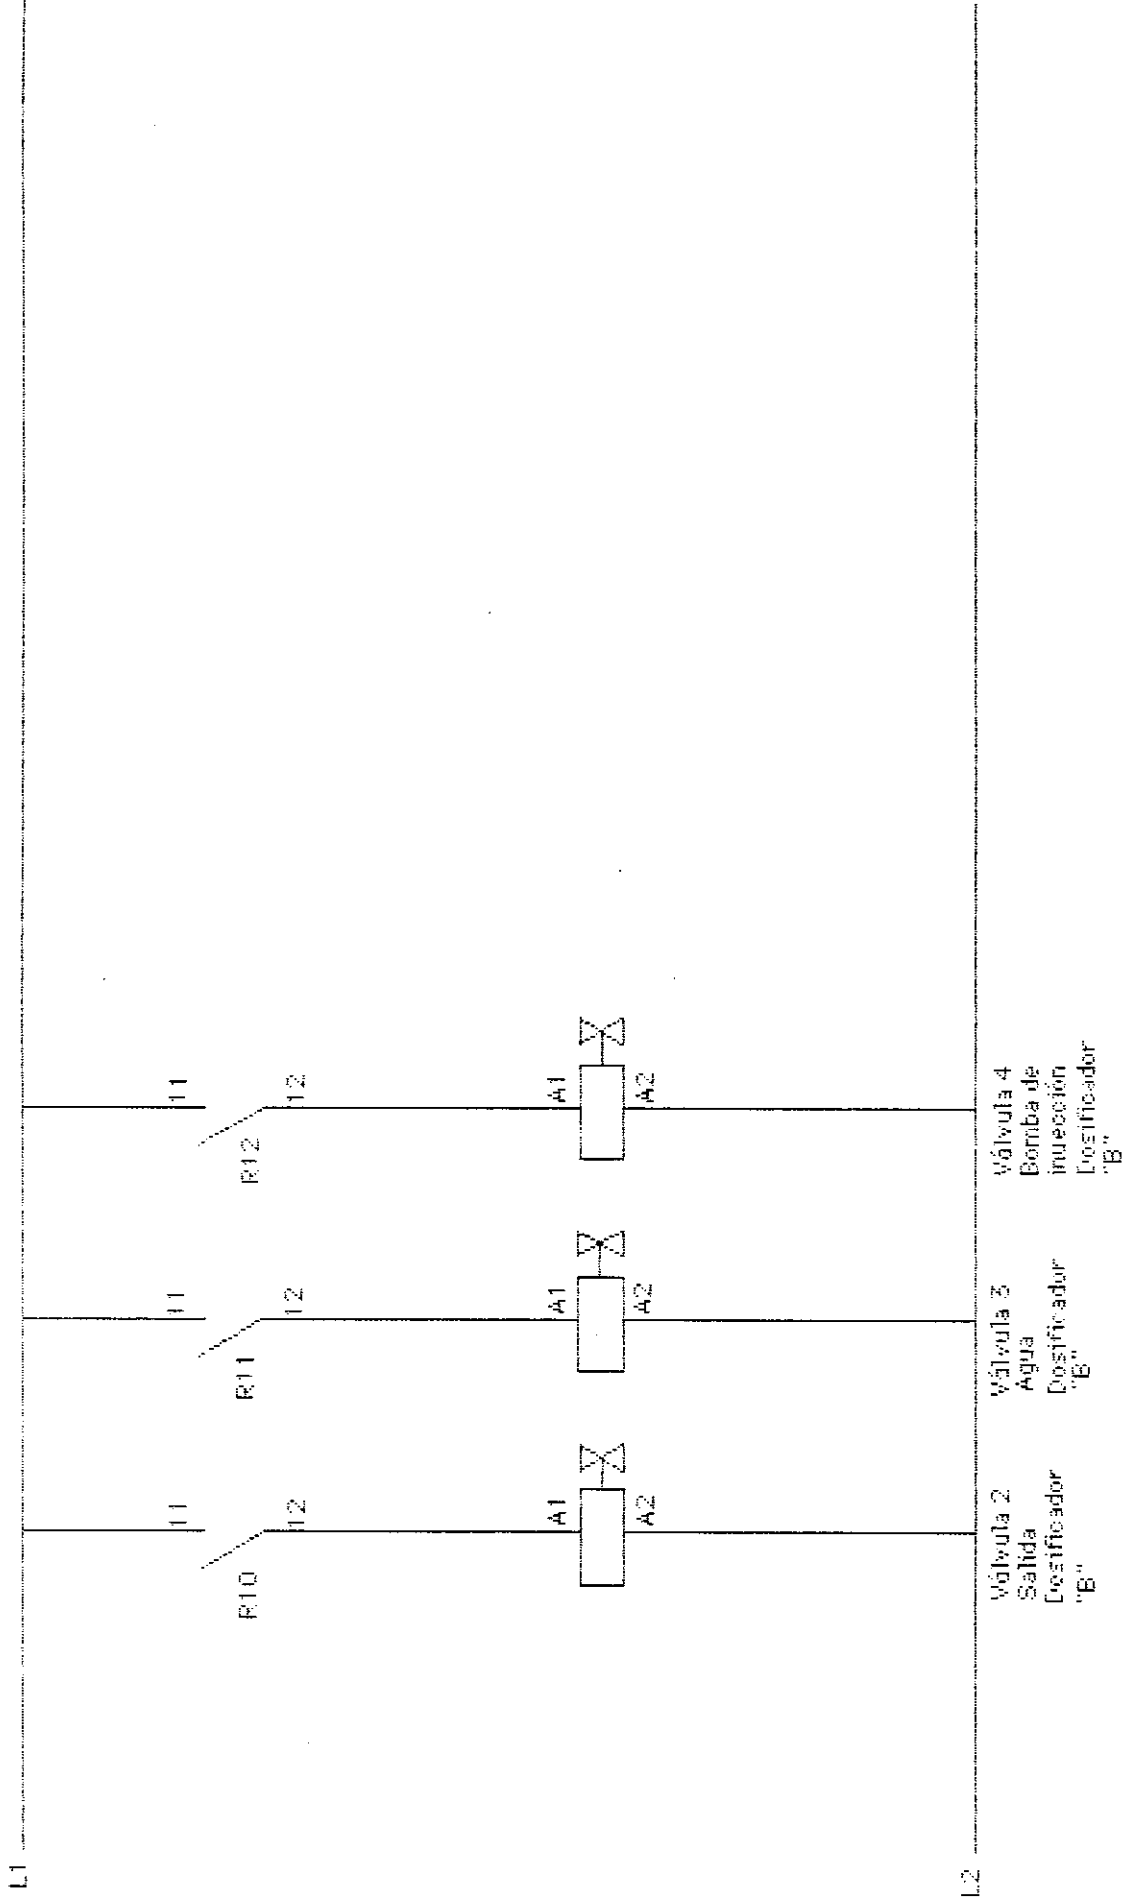 L1
11
R10
12
A1
A2
11
R11
12
A1
A2
11
R12
12
A1
A2
L2
Válvula 2
Salida
Dosificador
"B"
Válvula 3
Agua
Dosificador
"B"
Válvula 4
Bomba de
inyección
Dosificador
"B"